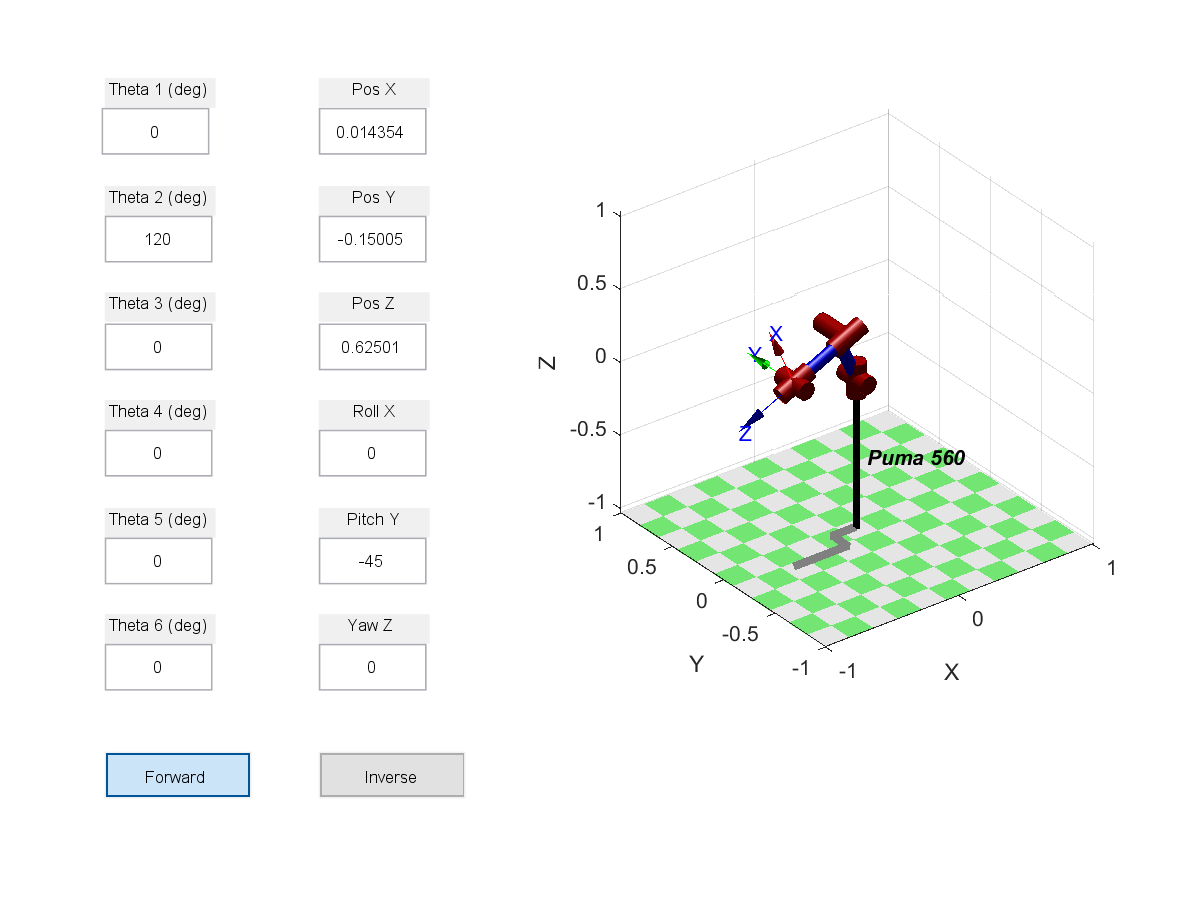 Theta 1 (deg)
0
Pos X
0.014354
Theta 2 (deg)
120
Pos Y
-0.15005
Theta 3 (deg)
0
Pos Z
0.62501
Theta 4 (deg)
0
Roll X
0
Theta 5 (deg)
0
Pitch Y
-45
Theta 6 (deg)
0
Yaw Z
0
Forward
Inverse
1
0.5
0
-0.5
-1
Z
X
Y
Z
Puma 560
1
0.5
0
-0.5
-1
Y
-1
0
1
X